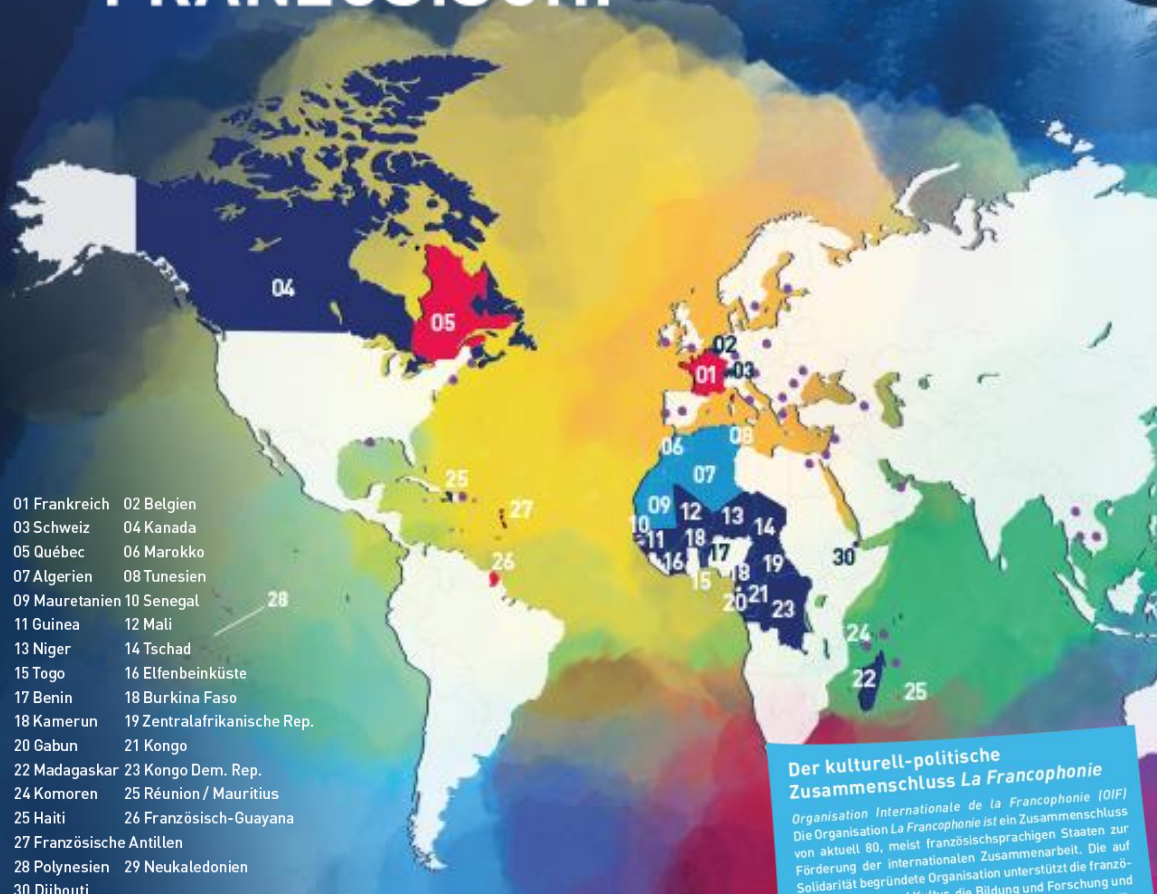 04
05
02
01
03
06
08
07
25
09
12
13
27
10
14
11
18
17
30
16
26
19
15
18
28
21
20
23
24
22
25
01 Frankreich 02 Belgien
03 Schweiz 04 Kanada
05 Québec 06 Marokko
07 Algerien 08 Tunesien
09 Mauretanien 10 Senegal
11 Guinea 12 Mali
13 Niger 14 Tschad
15 Togo 16 Elfenbeinküste
17 Benin 18 Burkina Faso
18 Kamerun 19 Zentralafrikanische Rep.
20 Gabun 21 Kongo
22 Madagaskar 23 Kongo Dem. Rep.
24 Komoren 25 Réunion / Mauritius
25 Haiti 26 Französisch-Guayana
27 Französische Antillen
28 Polynesien 29 Neukaledonien
30 Djibouti
Der kulturell-politische
Zusammenschluss La Francophonie
Organisation Internationale de la Francophonie (OIF)
Die Organisation La Francophonie ist ein Zusammenschluss
von aktuell 80, meist französischsprachigen Staaten zur
Förderung der internationalen Zusammenarbeit. Die auf
Solidarität begründete Organisation unterstützt die franzö-
Kultur, die Bildung und Forschung und